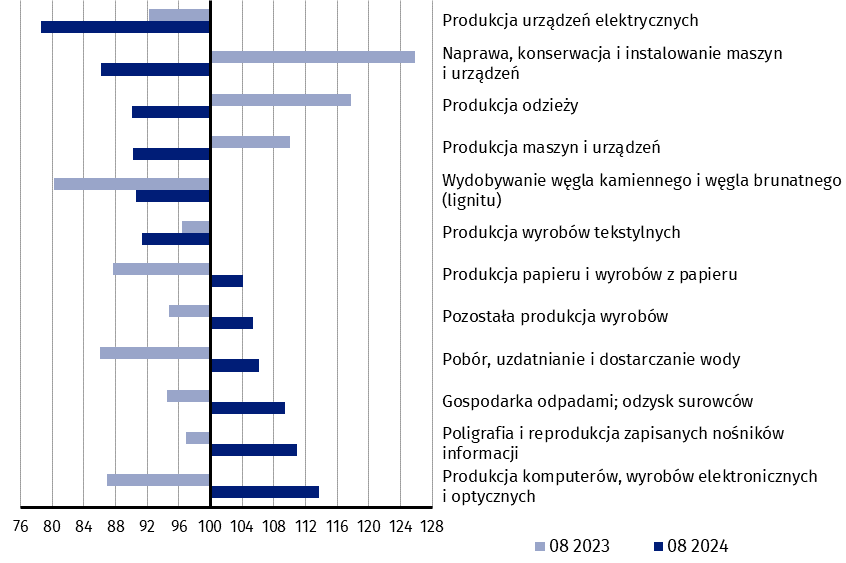 Produkcja urządzeń elektrycznych
Naprawa, konserwacja i instalowanie maszyn
i urządzeń
Produkcja odzieży
Produkcja maszyn i urządzeń
Wydobywanie węgla kamiennego i węgla brunatnego
(lignitu)
Produkcja wyrobów tekstylnych
Produkcja papieru i wyrobów z papieru
Pozostała produkcja wyrobów
Pobór, uzdatnianie i dostarczanie wody
Gospodarka odpadami; odzysk surowców
Poligrafia i reprodukcja zapisanych nośników
informacji
Produkcja komputerów, wyrobów elektronicznych
i optycznych
76 80 84 88 92 96 100 104 108 112 116 120 124 128
08 2023 08 2024